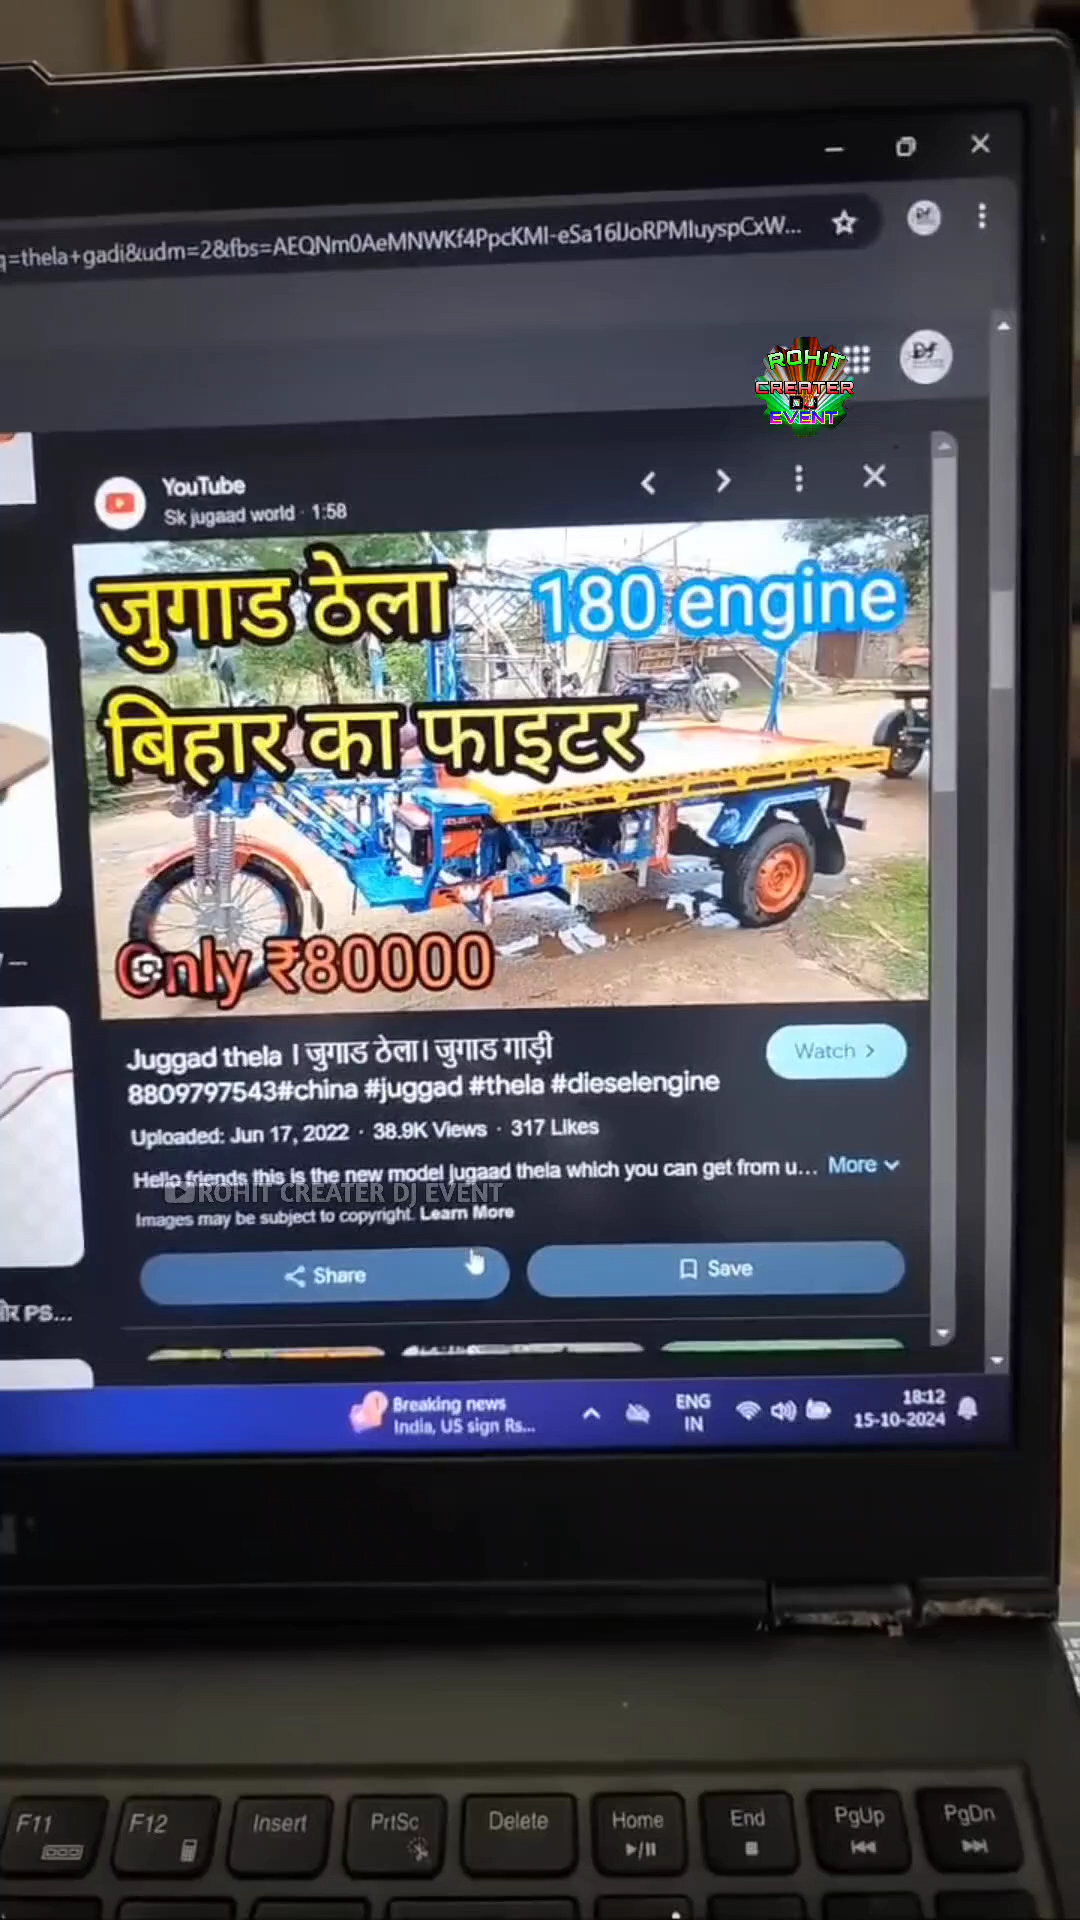 q=thela+gadi&udm=2&fbs=AEQNm0AeMNWKf4PpcKMI-eSa16lJoRPMIuyspCxW...
ROHIT
CREATER
DJ
EVENT
YouTube
Sk jugaad world · 1:58
जुगाड ठेला 180 engine
बिहार का फाइटर
Only ₹80000
Juggad thela । जुगाड ठेला। जुगाड गाड़ी
8809797543#china #juggad #thela #dieselengine
Watch >
Uploaded: Jun 17, 2022 · 38.9K Views · 317 Likes
Hello friends this is the new model jugaad thela which you can get from u... More
ROHIT CREATER DJ EVENT
Images may be subject to copyright. Learn More
Share
Save
और PS...
Breaking news
India, US sign Rs...
ENG
IN
18:12
15-10-2024
F11
F12
Insert
PrtSc
Delete
Home
End
PgUp
PgDn